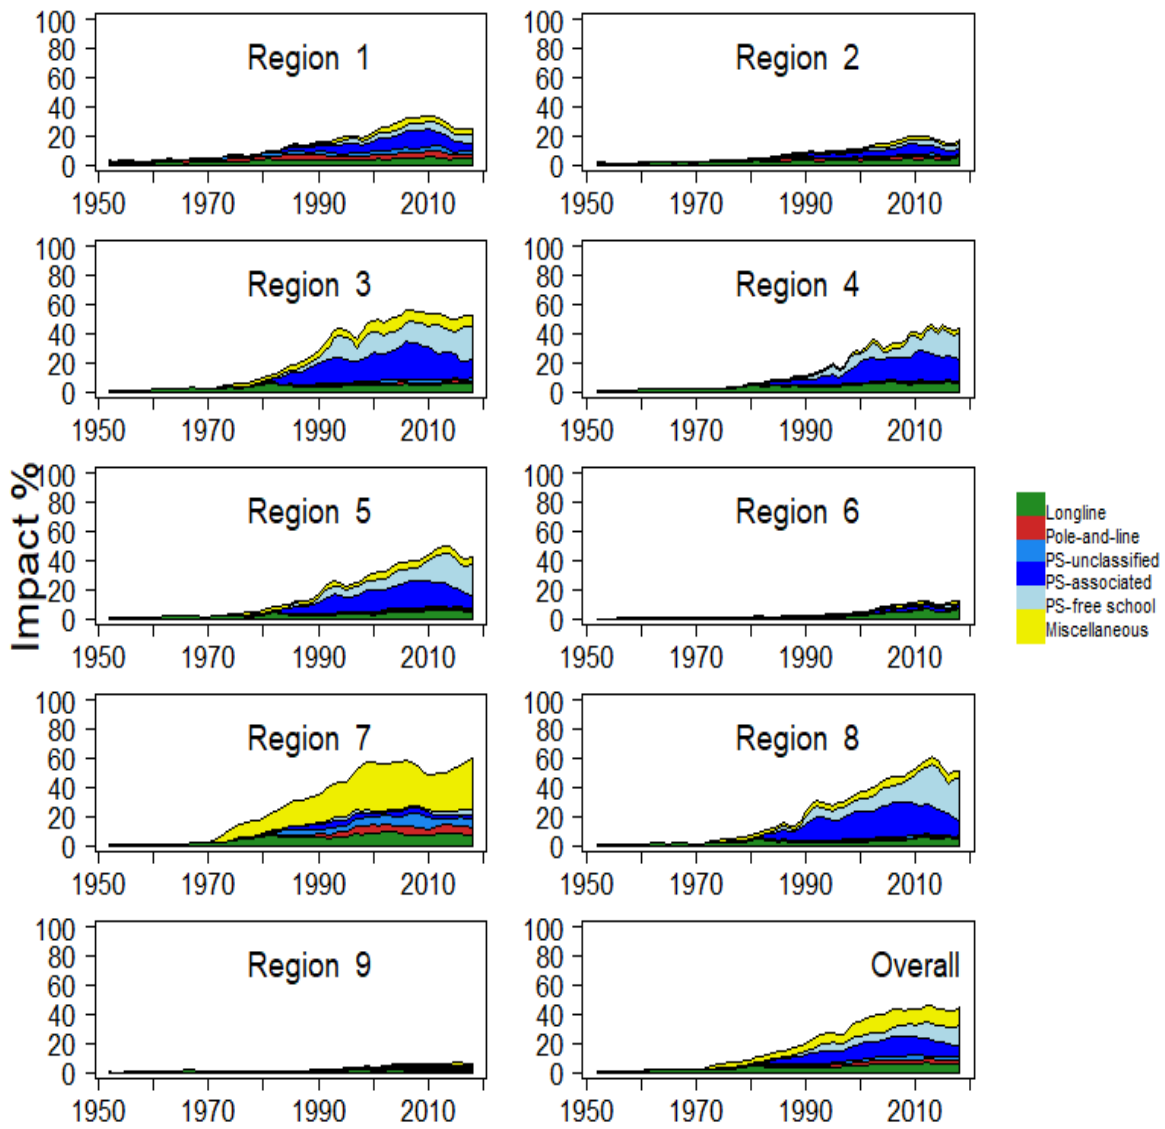 Impact %
Region 1
100
80
60
40
20
0
1950 1970 1990 2010
Region 2
100
80
60
40
20
0
1950 1970 1990 2010
Region 3
100
80
60
40
20
0
1950 1970 1990 2010
Region 4
100
80
60
40
20
0
1950 1970 1990 2010
Region 5
100
80
60
40
20
0
1950 1970 1990 2010
Region 6
100
80
60
40
20
0
1950 1970 1990 2010
Region 7
100
80
60
40
20
0
1950 1970 1990 2010
Region 8
100
80
60
40
20
0
1950 1970 1990 2010
Region 9
100
80
60
40
20
0
1950 1970 1990 2010
Overall
100
80
60
40
20
0
1950 1970 1990 2010
Longline
Pole-and-line
PS-unclassified
PS-associated
PS-free school
Miscellaneous